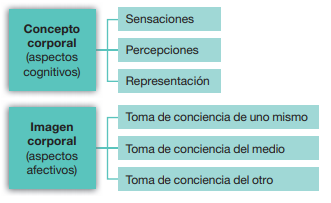 Concepto
corporal
(aspectos
cognitivos)
Sensaciones
Percepciones
Representación
Imagen
corporal
(aspectos
afectivos)
Toma de conciencia de uno mismo
Toma de conciencia del medio
Toma de conciencia del otro